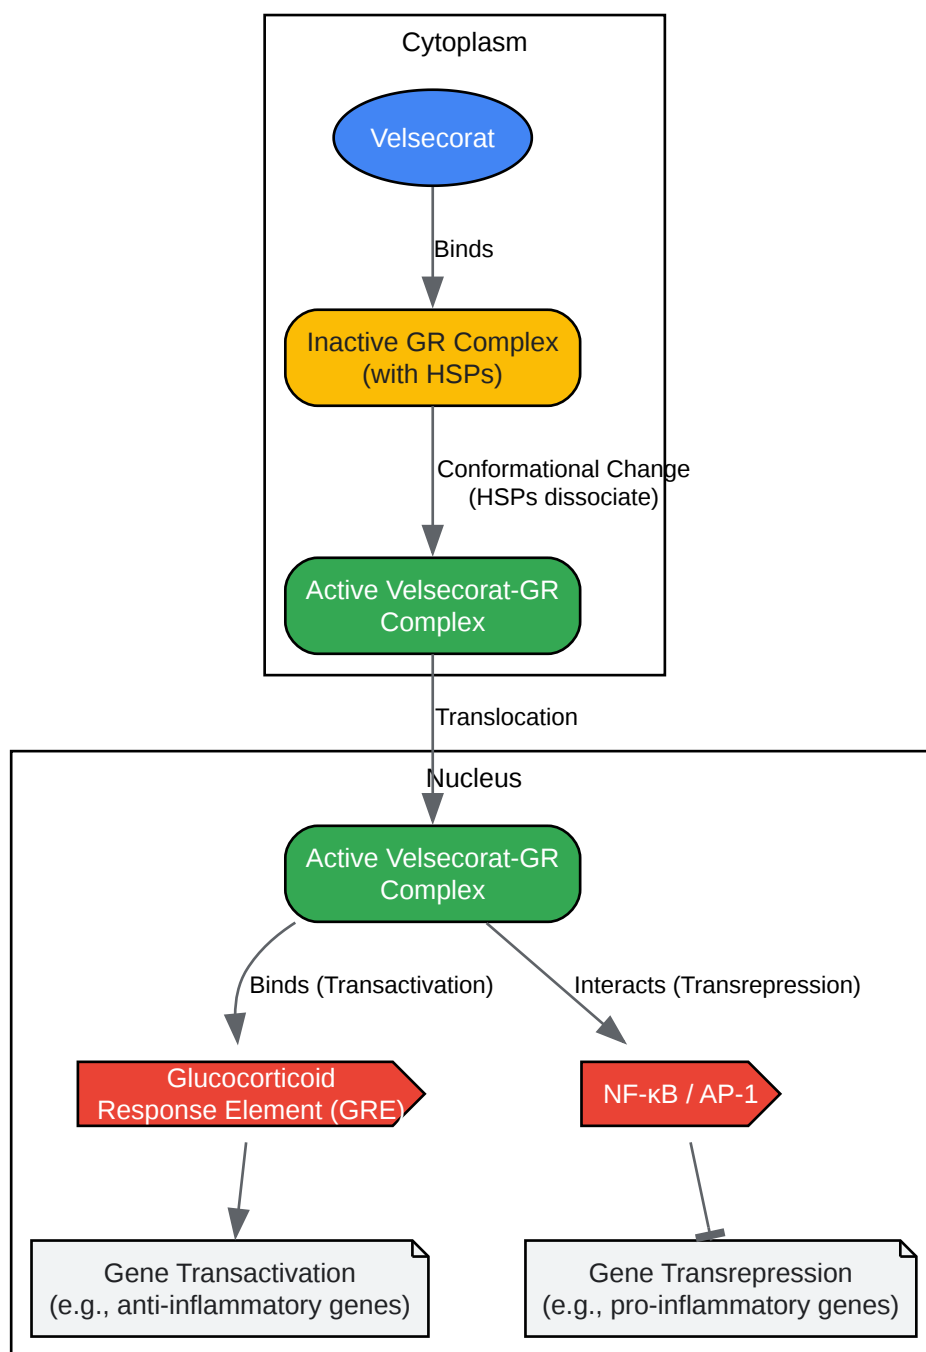 Cytoplasm
Velsecorat
Binds
Inactive GR Complex
(with HSPs)
Conformational Change
(HSPs dissociate)
Active Velsecorat-GR
Complex
Translocation
Nucleus
Active Velsecorat-GR
Complex
Binds (Transactivation)
Interacts (Transrepression)
Glucocorticoid
Response Element (GRE)
NF-κB / AP-1
Gene Transactivation
(e.g., anti-inflammatory genes)
Gene Transrepression
(e.g., pro-inflammatory genes)